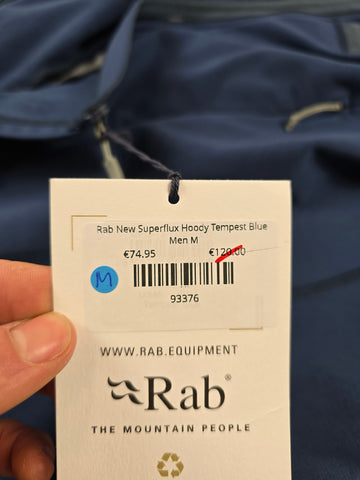 Rab New Superflux Hoody Tempest Blue
Men M
€74.95 €120.00
M
93376
WWW.RAB.EQUIPMENT
Rab®
THE MOUNTAIN PEOPLE